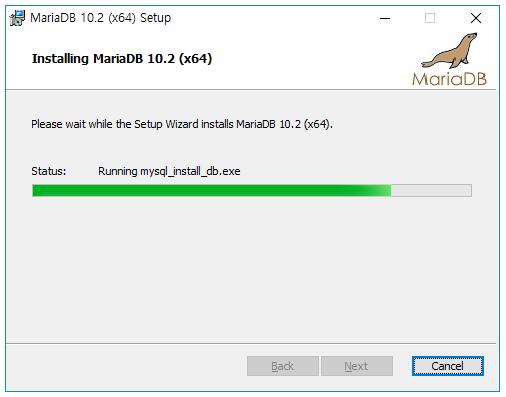 MariaDB 10.2 (x64) Setup
Installing MariaDB 10.2 (x64)
MariaDB
Please wait while the Setup Wizard installs MariaDB 10.2 (x64).
Status: Running mysql_install_db.exe
Back Next Cancel